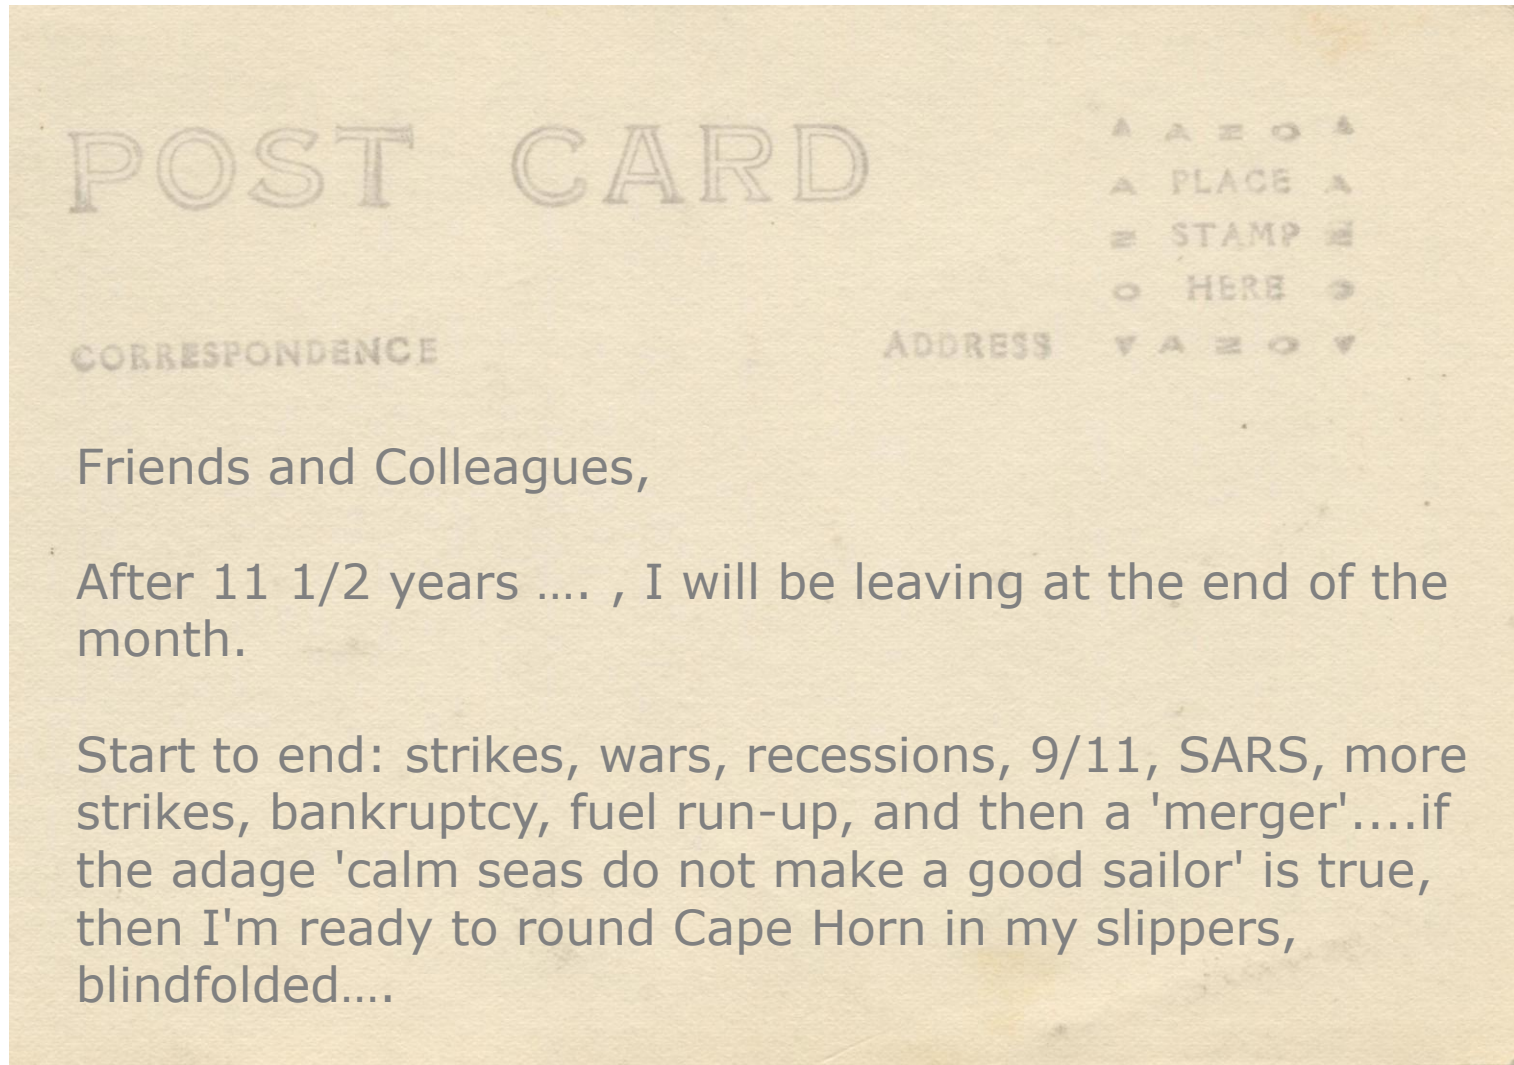 POST CARD
▲ A Z O ▲
A PLACE A
Z STAMP Z
O HERE O
CORRESPONDENCE
ADDRESS
▼ A Z O ▼
Friends and Colleagues,
After 11 1/2 years …. , I will be leaving at the end of the
month.
Start to end: strikes, wars, recessions, 9/11, SARS, more
strikes, bankruptcy, fuel run-up, and then a 'merger'....if
the adage 'calm seas do not make a good sailor' is true,
then I'm ready to round Cape Horn in my slippers,
blindfolded….